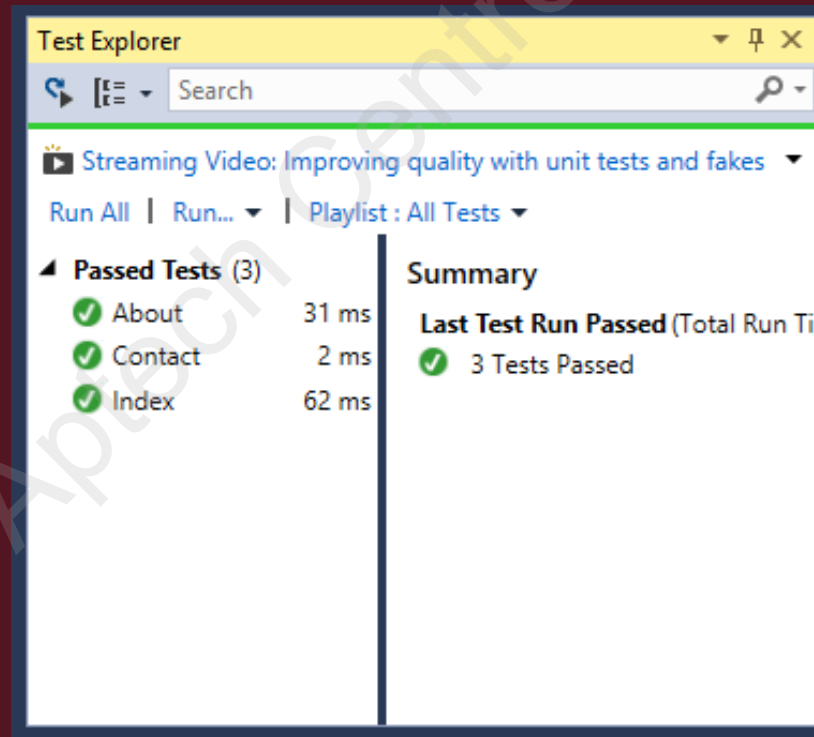 Test Explorer
Search
Streaming Video: Improving quality with unit tests and fakes
Run All | Run... | Playlist : All Tests
Passed Tests (3)
About 31 ms
Contact 2 ms
Index 62 ms
Summary
Last Test Run Passed (Total Run Ti
3 Tests Passed
Aptech Centre